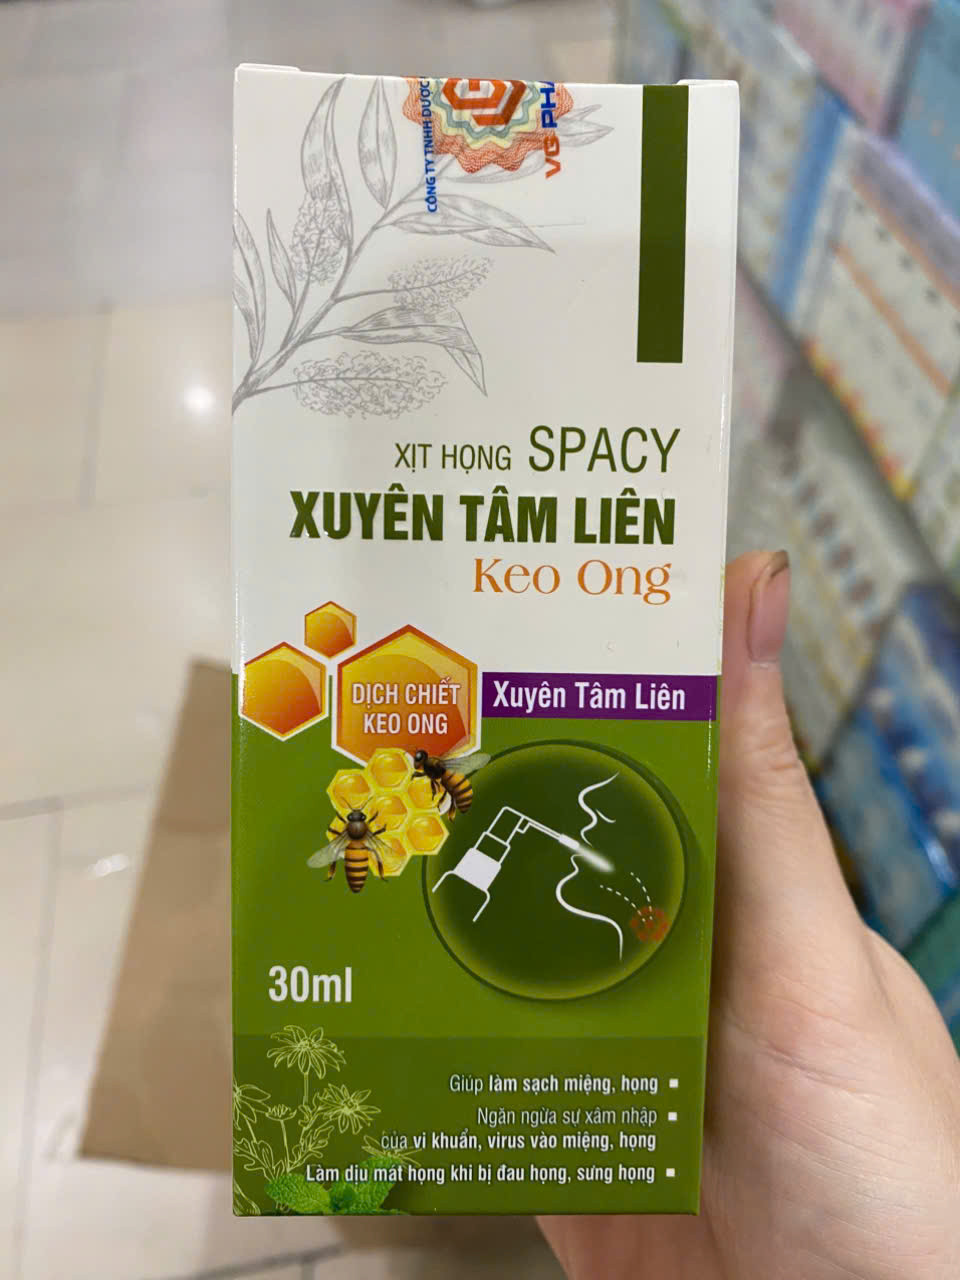 CÔNG TY TNHH DƯỢC
VG PHA
XỊT HỌNG SPACY
XUYÊN TÂM LIÊN
Keo Ong
DỊCH CHIẾT
KEO ONG
Xuyên Tâm Liên
30ml
Giúp làm sạch miệng, họng
Ngăn ngừa sự xâm nhập
của vi khuẩn, virus vào miệng, họng
Làm dịu mát họng khi bị đau họng, sưng họng